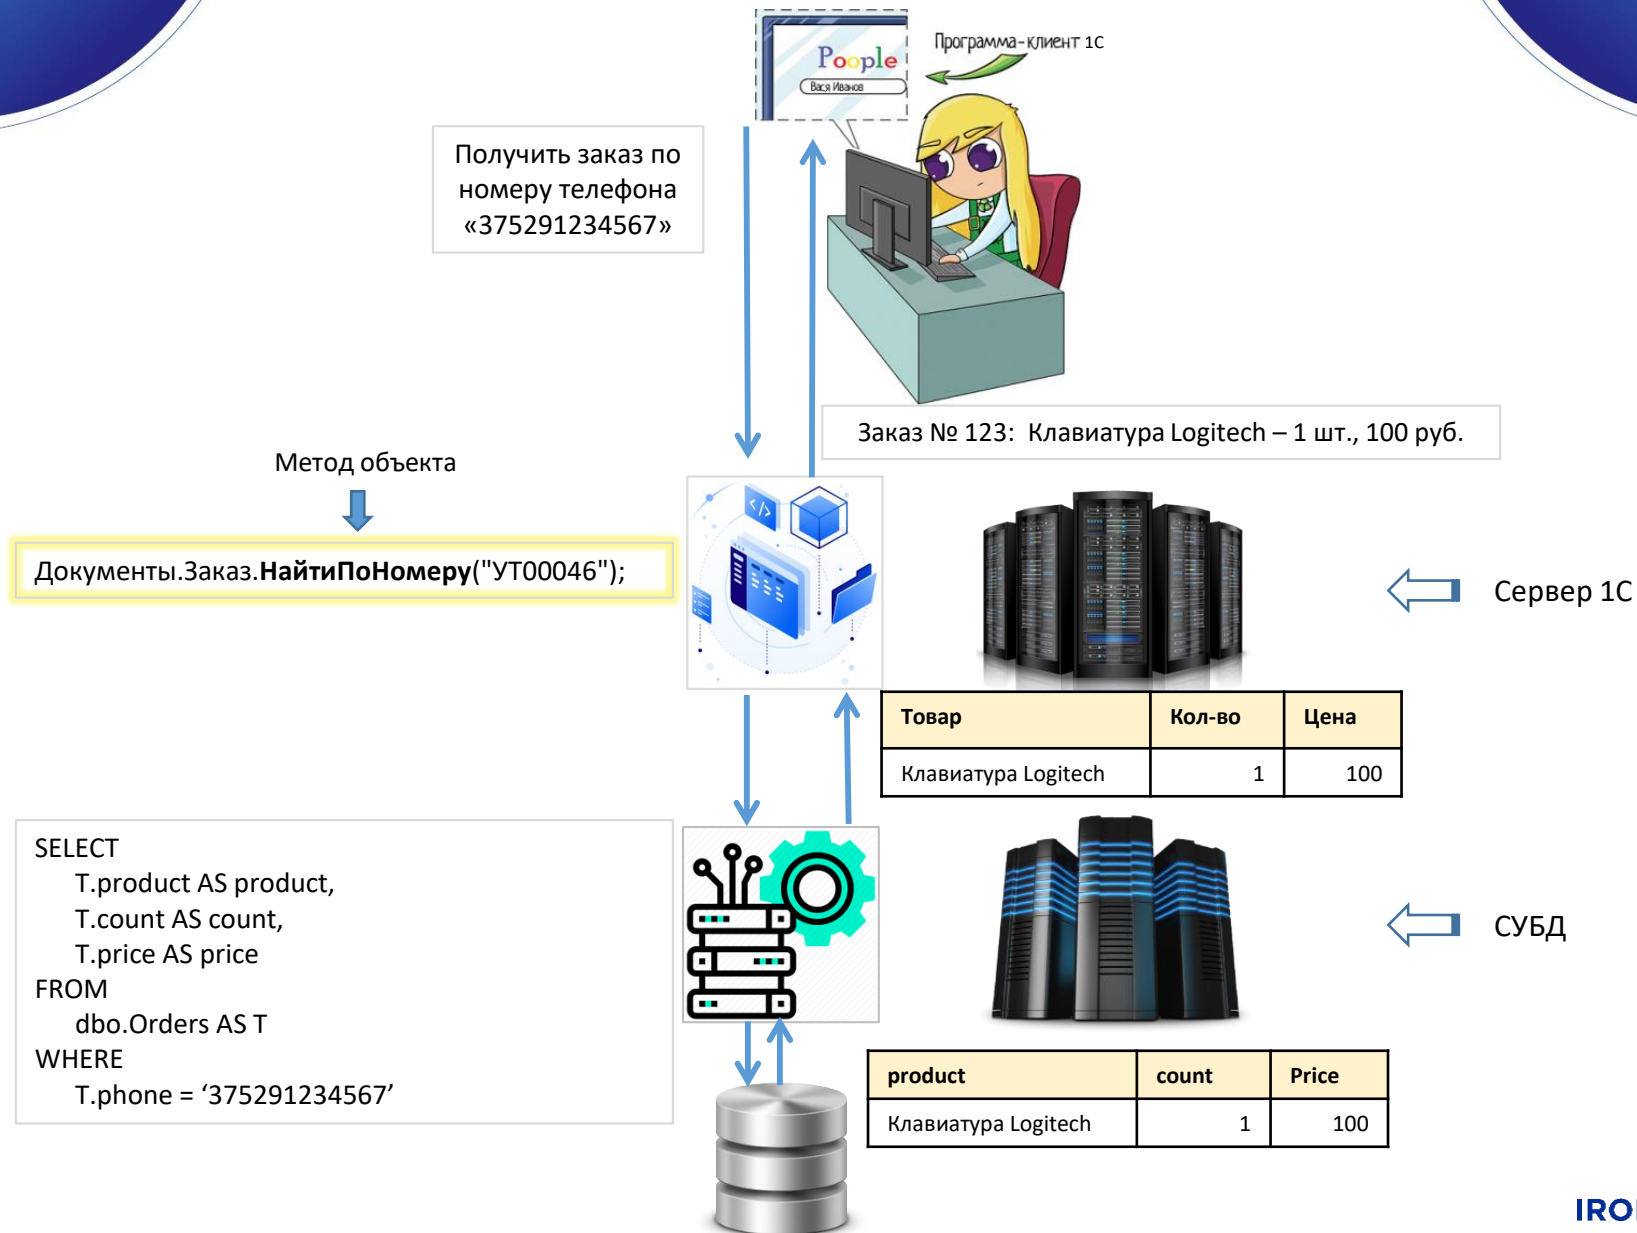 Poople
Вася Иванов
Программа-клиент 1С
Получить заказ по
номеру телефона
«375291234567»
Заказ № 123: Клавиатура Logitech – 1 шт., 100 руб.
Метод объекта
Документы.Заказ.НайтиПоНомеру("УТ00046");
</>
Сервер 1С
Товар Кол-во Цена
Клавиатура Logitech 1 100
SELECT
T.product AS product,
T.count AS count,
T.price AS price
FROM
dbo.Orders AS T
WHERE
T.phone = ‘375291234567’
СУБД
product count Price
Клавиатура Logitech 1 100